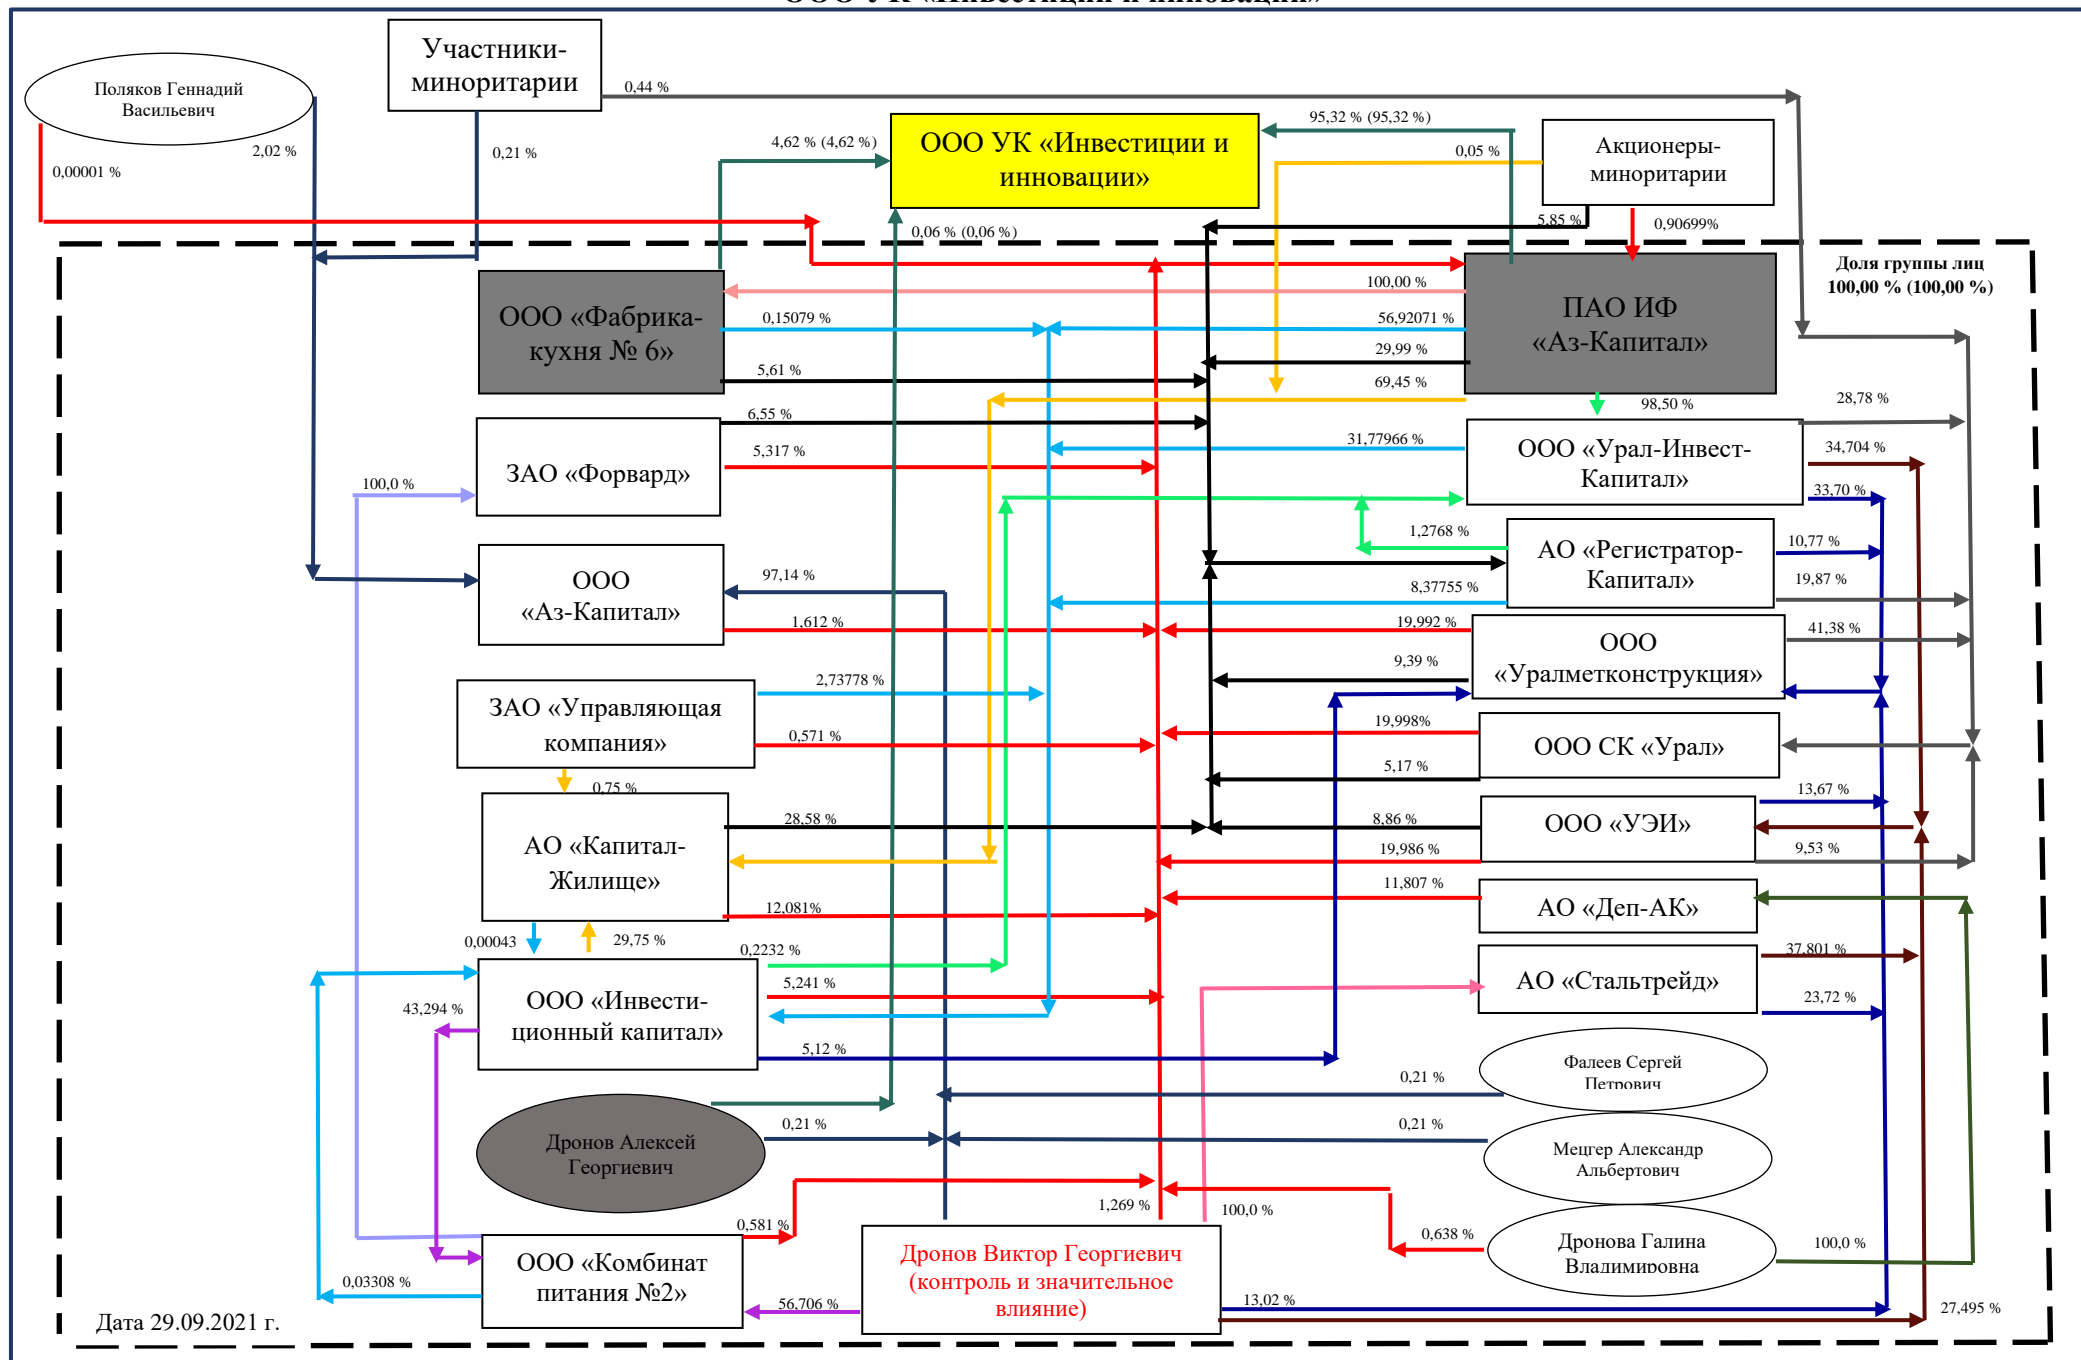 ООО УК «Инвестиции и инновации»
Участники-
миноритарии
Поляков Геннадий
Васильевич
0,44 %
95,32 % (95,32 %)
4,62 % (4,62 %)
ООО УК «Инвестиции и
инновации»
0,05 %
Акционеры-
миноритарии
2,02 %
0,21 %
0,00001 %
0,06 % (0,06 %)
5,85 %
0,90699%
Доля группы лиц
100,00 % (100,00 %)
ООО «Фабрика-
кухня № 6»
100,00 %
ПАО ИФ
«Аз-Капитал»
0,15079 %
56,92071 %
29,99 %
5,61 %
69,45 %
98,50 %
28,78 %
6,55 %
ЗАО «Форвард»
5,317 %
31,77966 %
ООО «Урал-Инвест-
Капитал»
34,704 %
100,0 %
33,70 %
1,2768 %
АО «Регистратор-
Капитал»
10,77 %
ООО
«Аз-Капитал»
97,14 %
8,37755 %
19,87 %
1,612 %
19,992 %
ООО
«Уралметконструкция»
41,38 %
9,39 %
2,73778 %
ЗАО «Управляющая
компания»
0,571 %
19,998%
ООО СК «Урал»
5,17 %
0,75 %
13,67 %
АО «Капитал-
Жилище»
28,58 %
8,86 %
ООО «УЭИ»
19,986 %
9,53 %
11,807 %
АО «Деп-АК»
12,081%
0,00043
29,75 %
0,2232 %
37,801 %
ООО «Инвести-
ционный капитал»
5,241 %
АО «Стальтрейд»
43,294 %
23,72 %
5,12 %
Фалеев Сергей
Петрович
0,21 %
0,21 %
0,21 %
Дронов Алексей
Георгиевич
Мецгер Александр
Альбертович
1,269 %
100,0 %
0,581 %
0,638 %
Дронова Галина
Владимировна
100,0 %
ООО «Комбинат
питания №2»
Дронов Виктор Георгиевич
(контроль и значительное
влияние)
0,03308 %
56,706 %
13,02 %
27,495 %
Дата 29.09.2021 г.